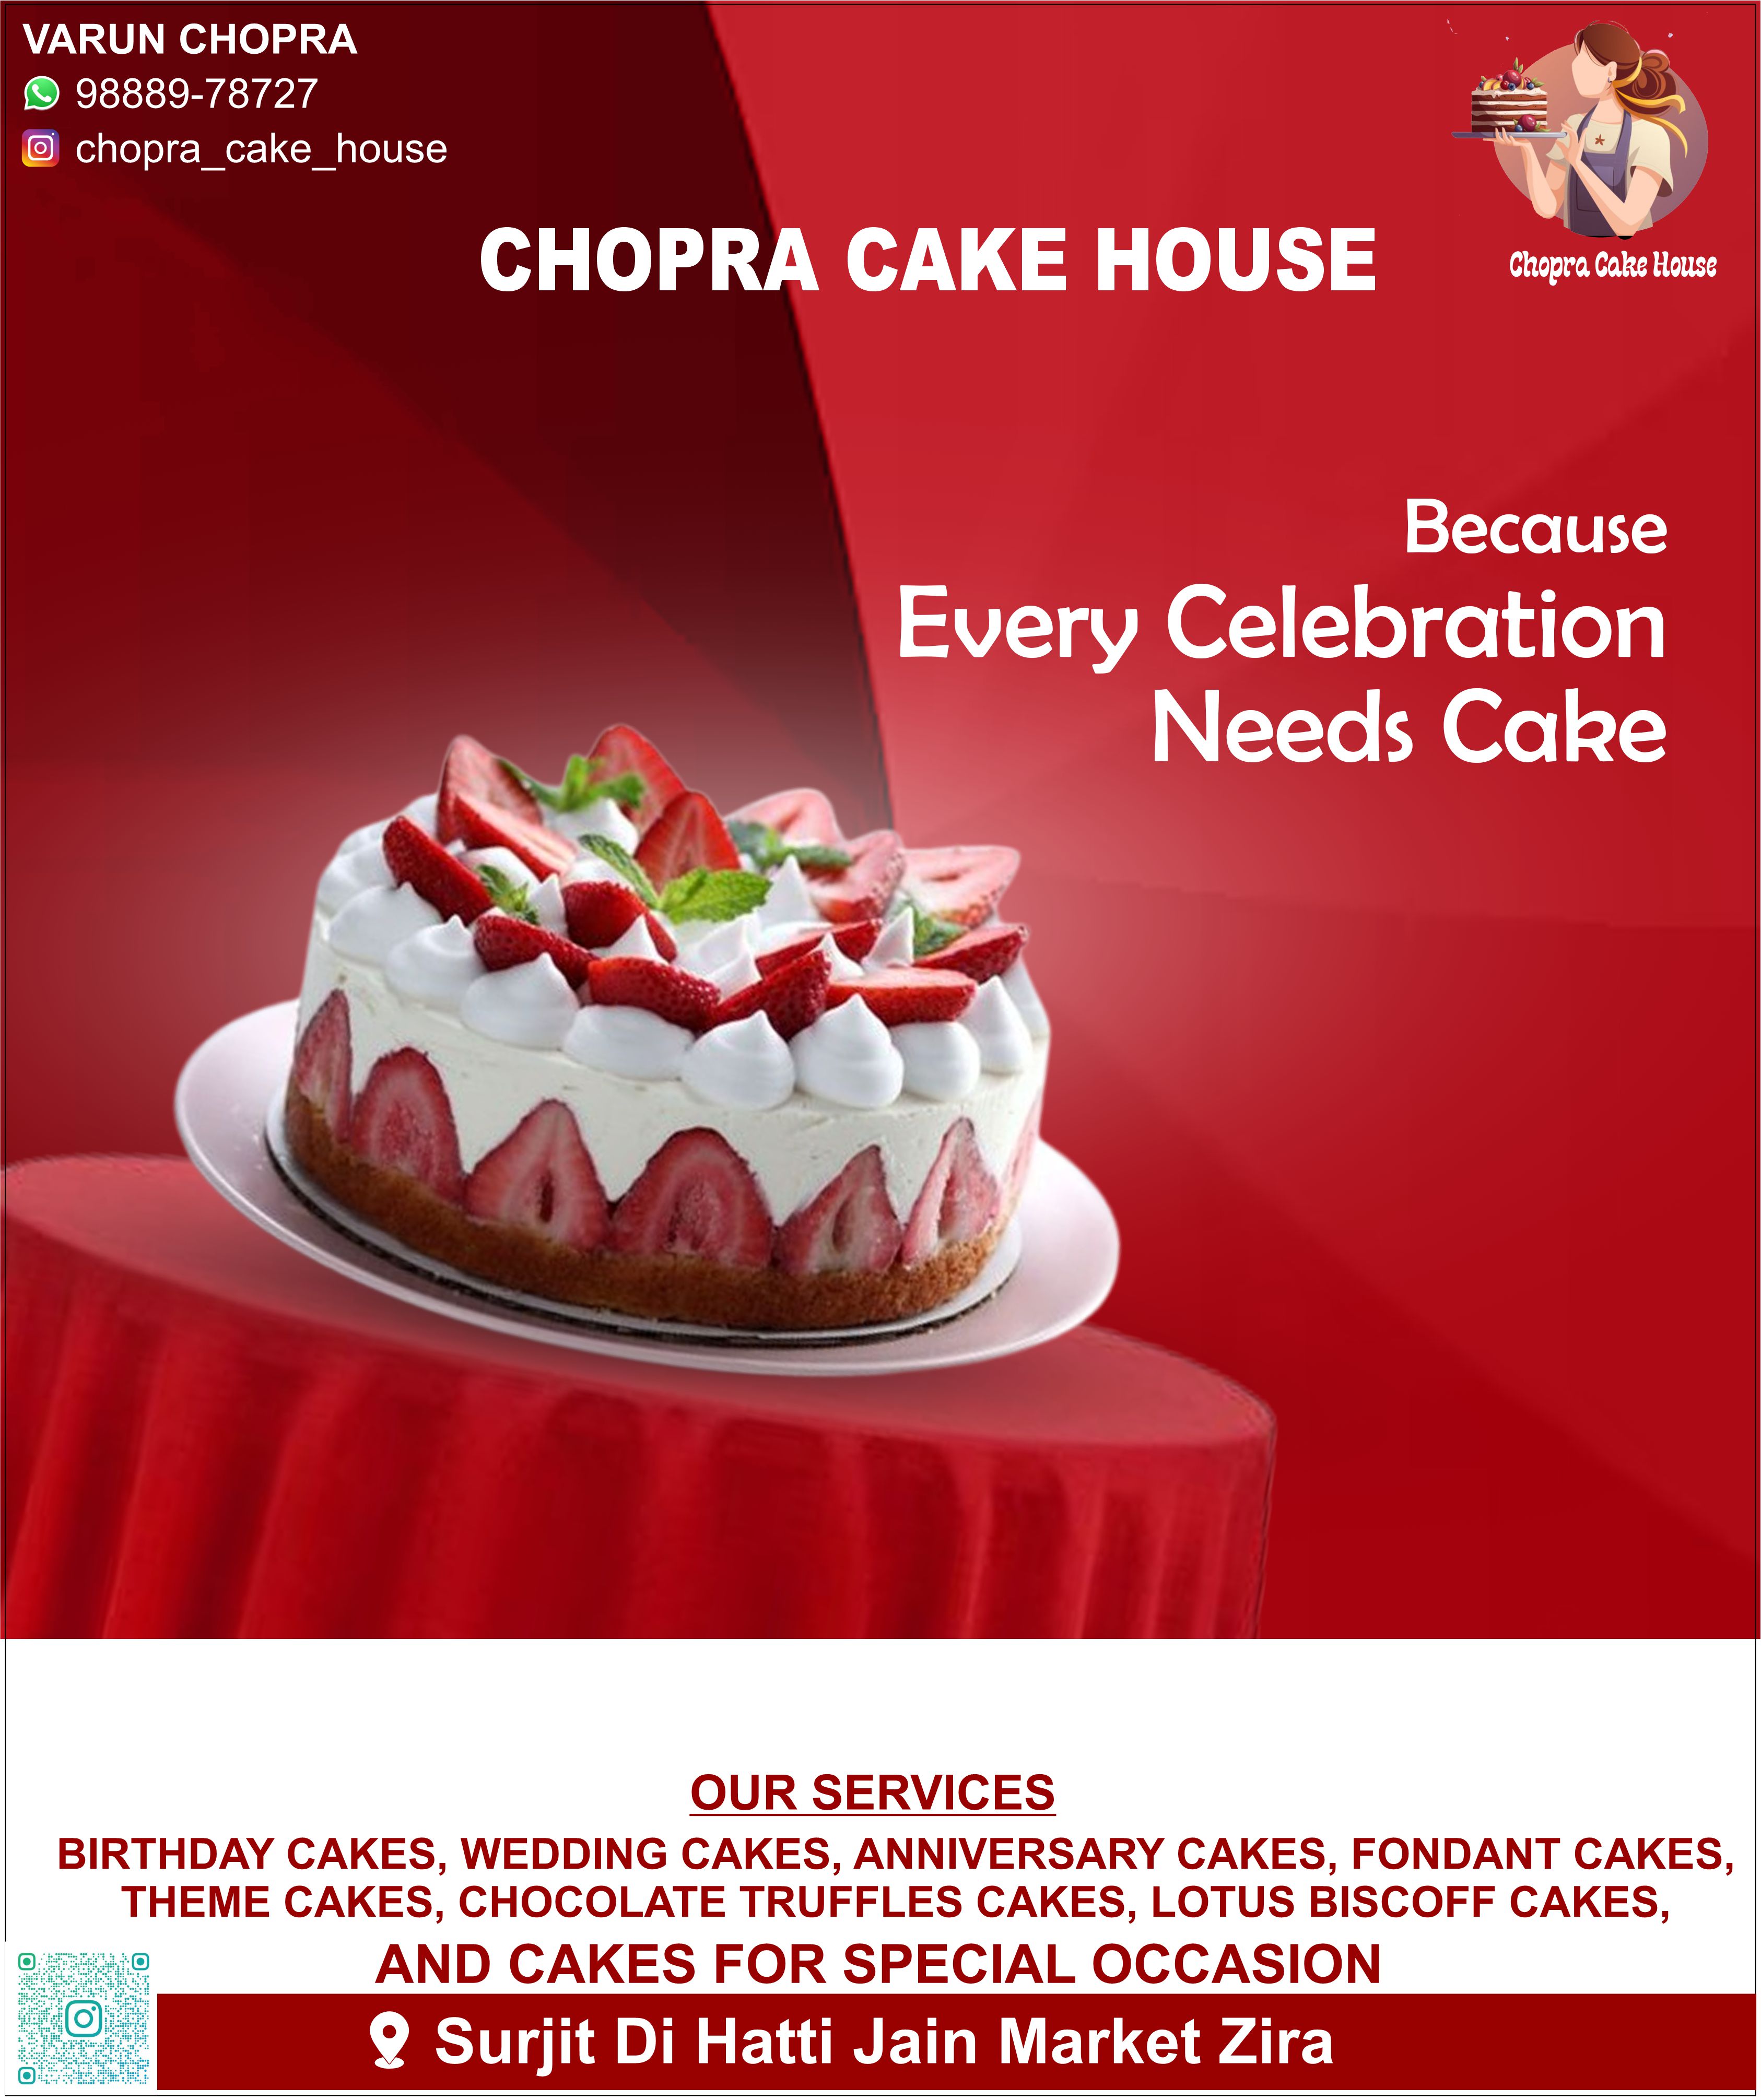 VARUN CHOPRA
98889-78727
chopra_cake_house
Chopra Cake House
CHOPRA CAKE HOUSE
Because
Every Celebration
Needs Cake
OUR SERVICES
BIRTHDAY CAKES, WEDDING CAKES, ANNIVERSARY CAKES, FONDANT CAKES,
THEME CAKES, CHOCOLATE TRUFFLES CAKES, LOTUS BISCOFF CAKES,
AND CAKES FOR SPECIAL OCCASION
Surjit Di Hatti Jain Market Zira